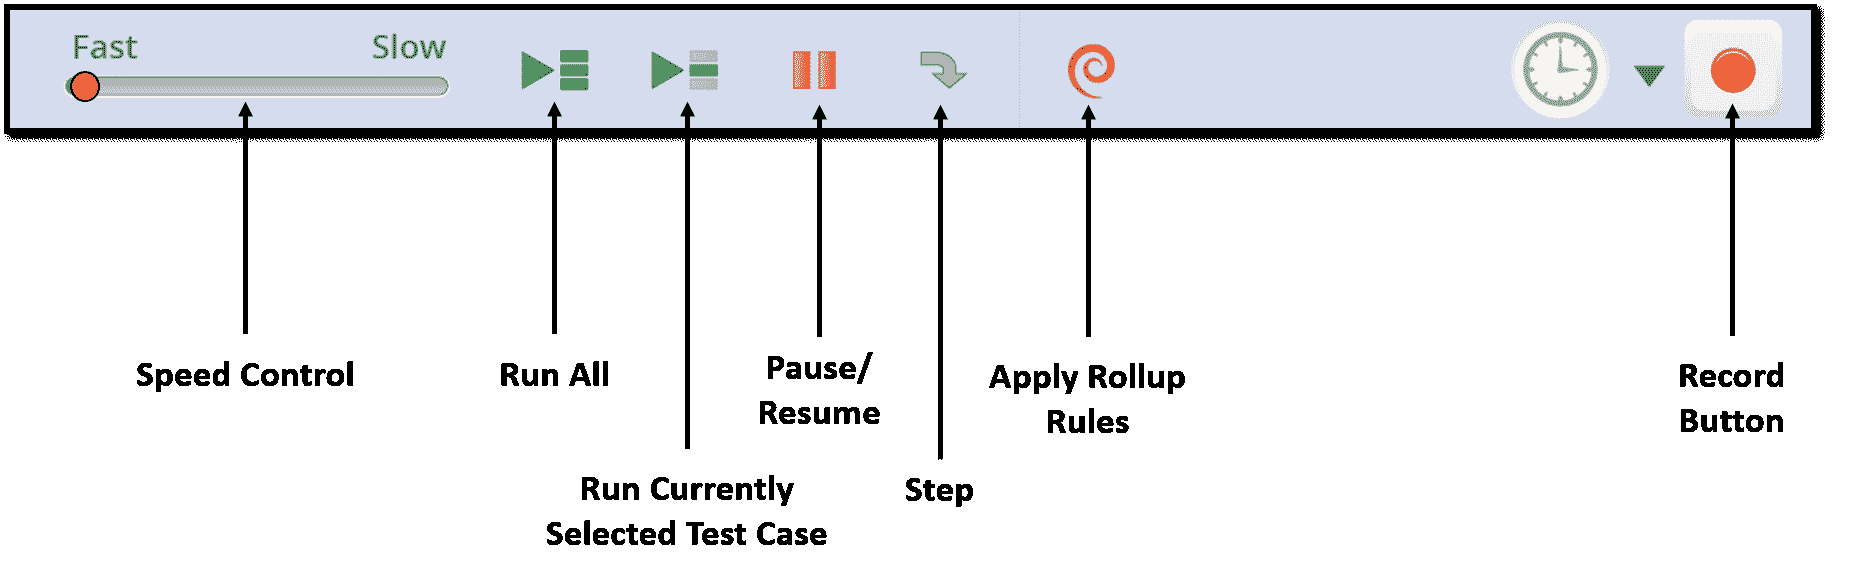 Fast
Slow
Speed Control
Run All
Run Currently
Selected Test Case
Pause/
Resume
Step
Apply Rollup
Rules
Record
Button